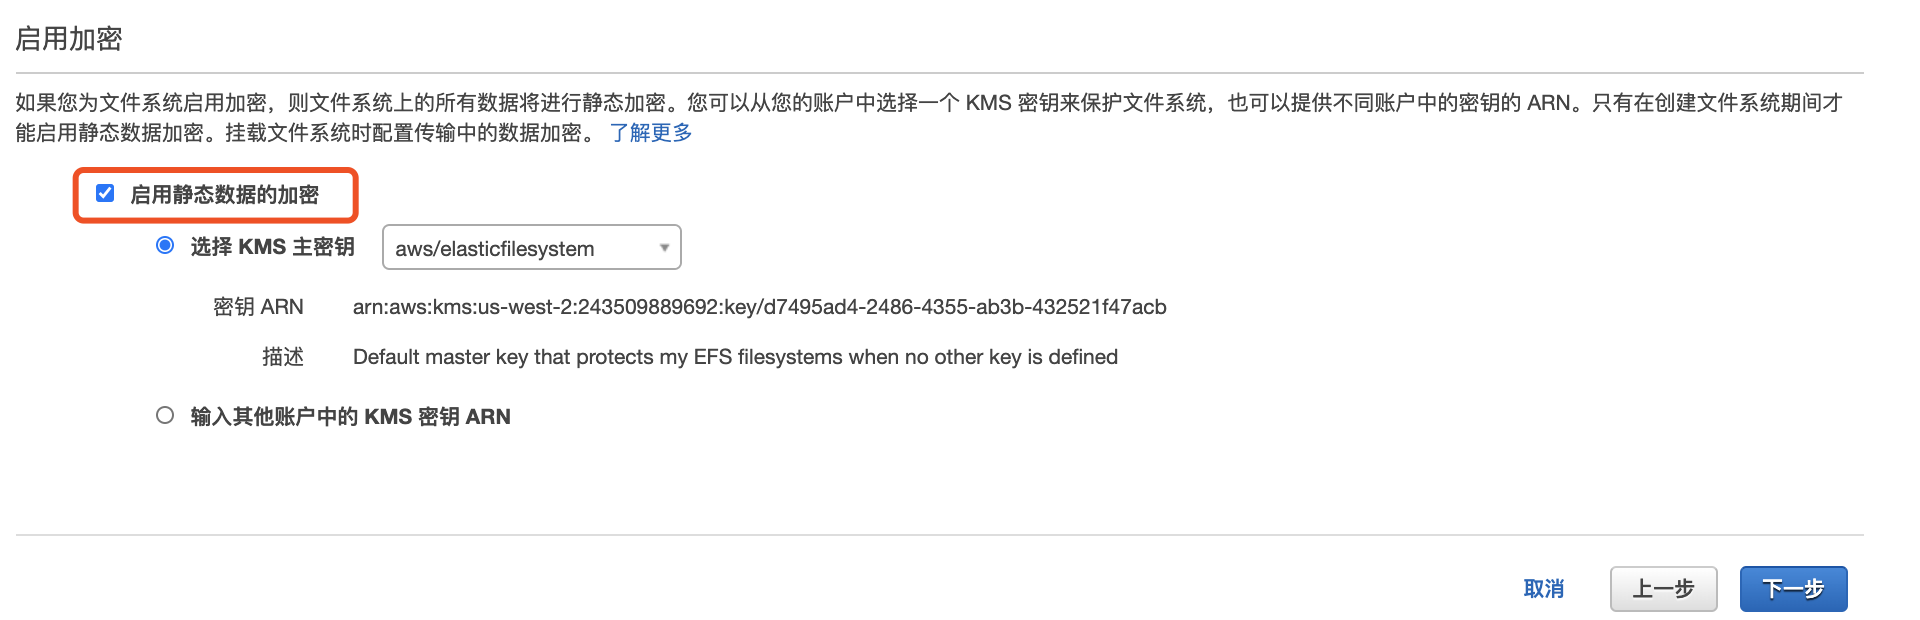 启用加密
如果您为文件系统启用加密，则文件系统上的所有数据将进行静态加密。您可以从您的账户中选择一个 KMS 密钥来保护文件系统，也可以提供不同账户中的密钥的 ARN。只有在创建文件系统期间才
能启用静态数据加密。挂载文件系统时配置传输中的数据加密。 了解更多
启用静态数据的加密
选择 KMS 主密钥 aws/elasticfilesystem
密钥 ARN arn:aws:kms:us-west-2:243509889692:key/d7495ad4-2486-4355-ab3b-432521f47acb
描述 Default master key that protects my EFS filesystems when no other key is defined
输入其他账户中的 KMS 密钥 ARN
取消 上一步 下一步